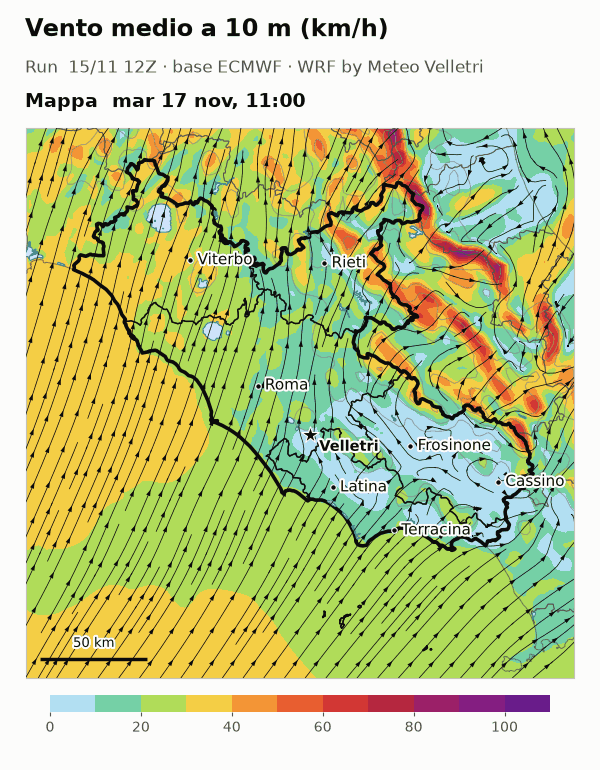 Vento medio a 10 m (km/h)
Run 15/11 12Z · base ECMWF · WRF by Meteo Velletri
Mappa mar 17 nov, 11:00
Viterbo
Rieti
Roma
Velletri
Frosinone
Cassino
Latina
Terracina
50 km
0 20 40 60 80 100